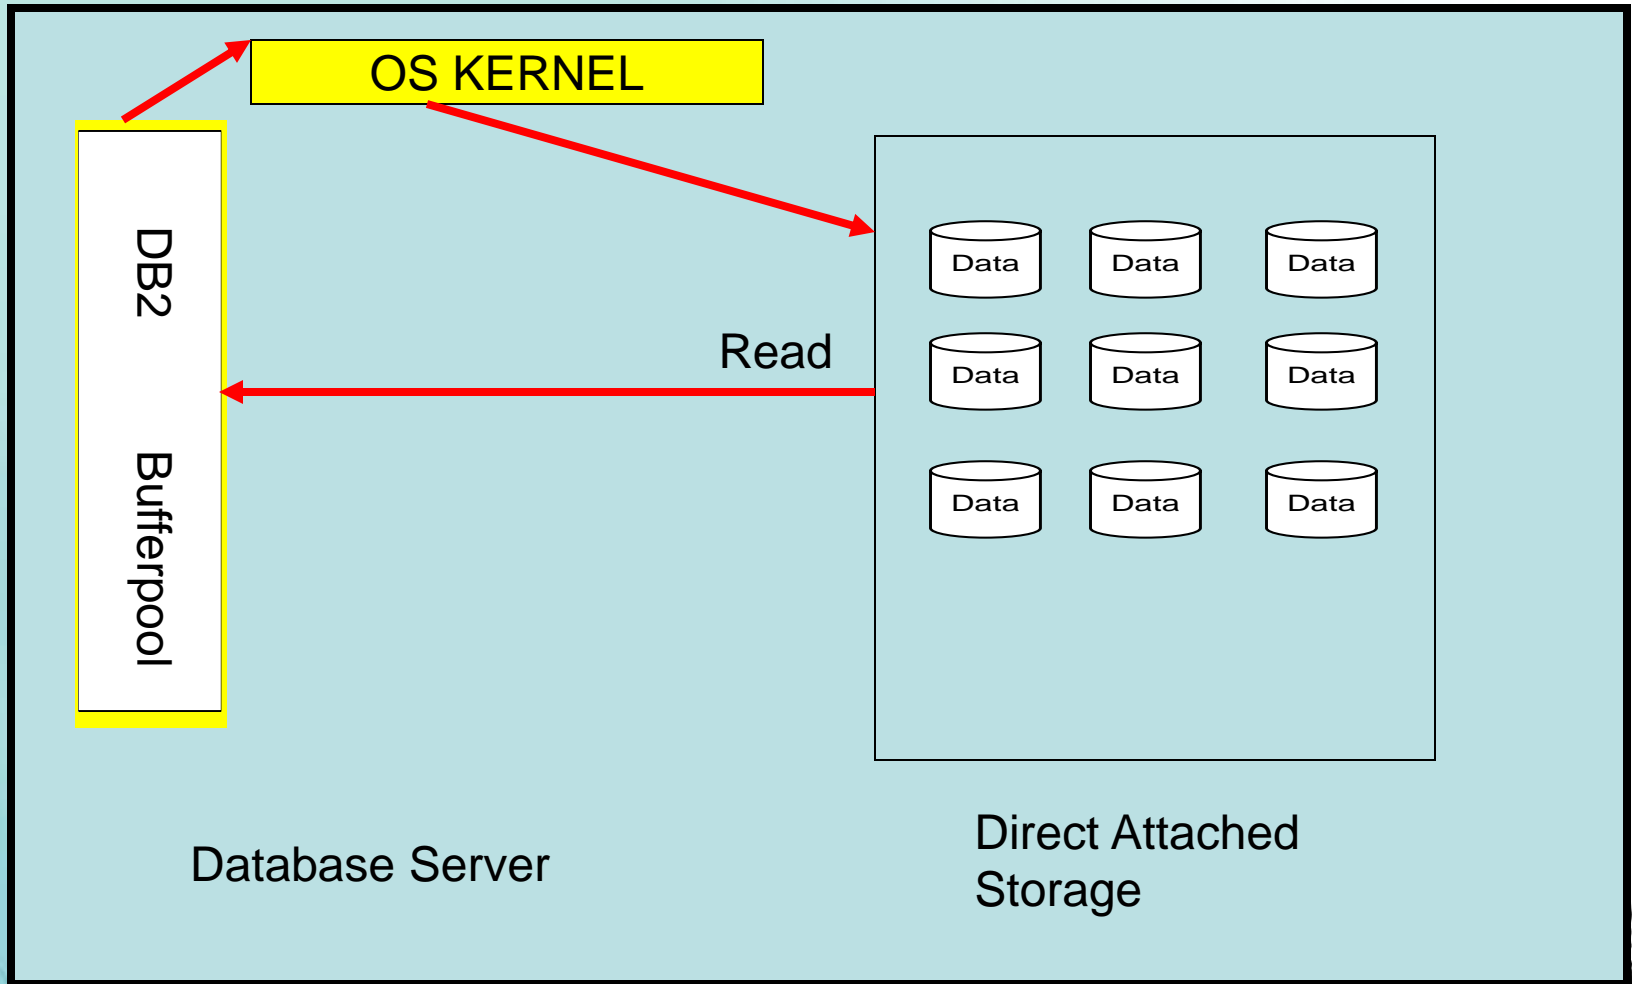 OS KERNEL
DB2 Bufferpool
Read
Data Data Data
Data Data Data
Data Data Data
Database Server
Direct Attached
Storage